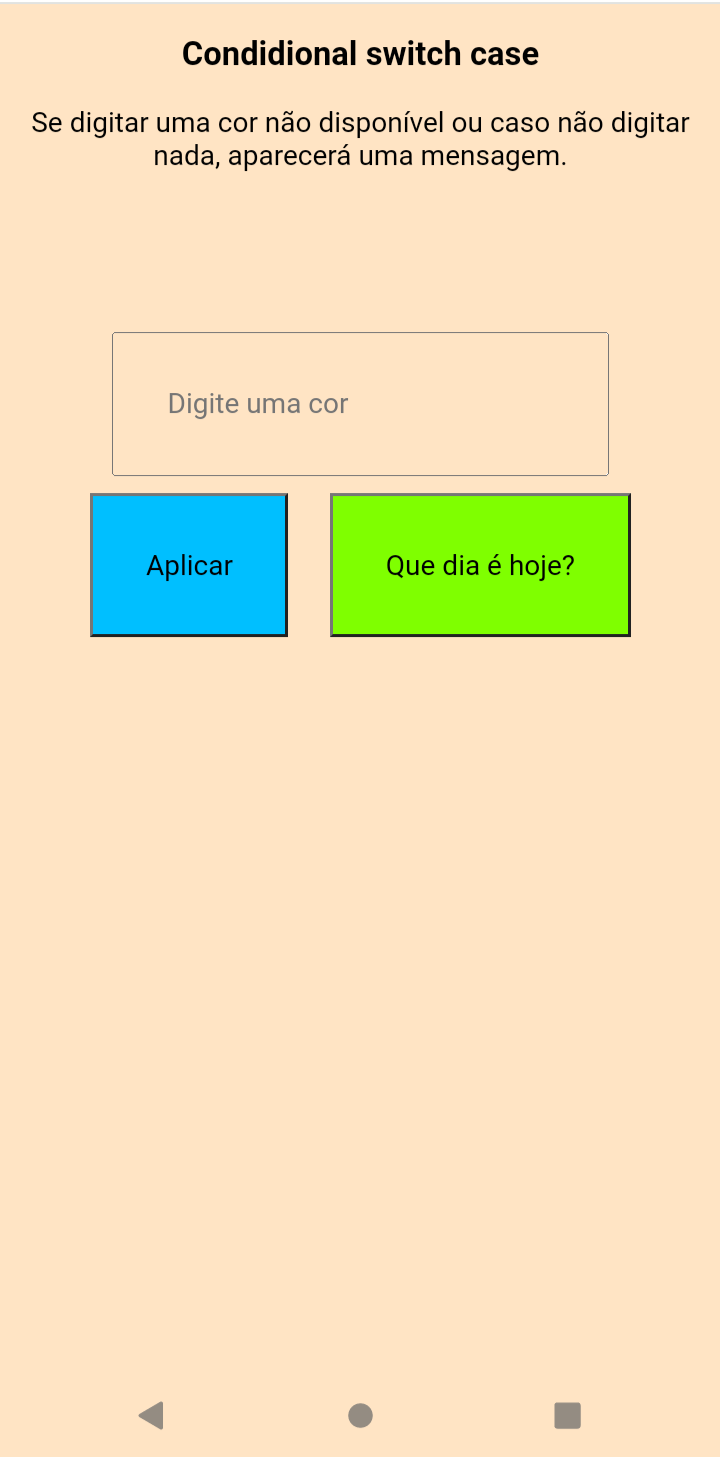 Condidional switch case
Se digitar uma cor não disponível ou caso não digitar
nada, aparecerá uma mensagem.
Digite uma cor
Aplicar
Que dia é hoje?